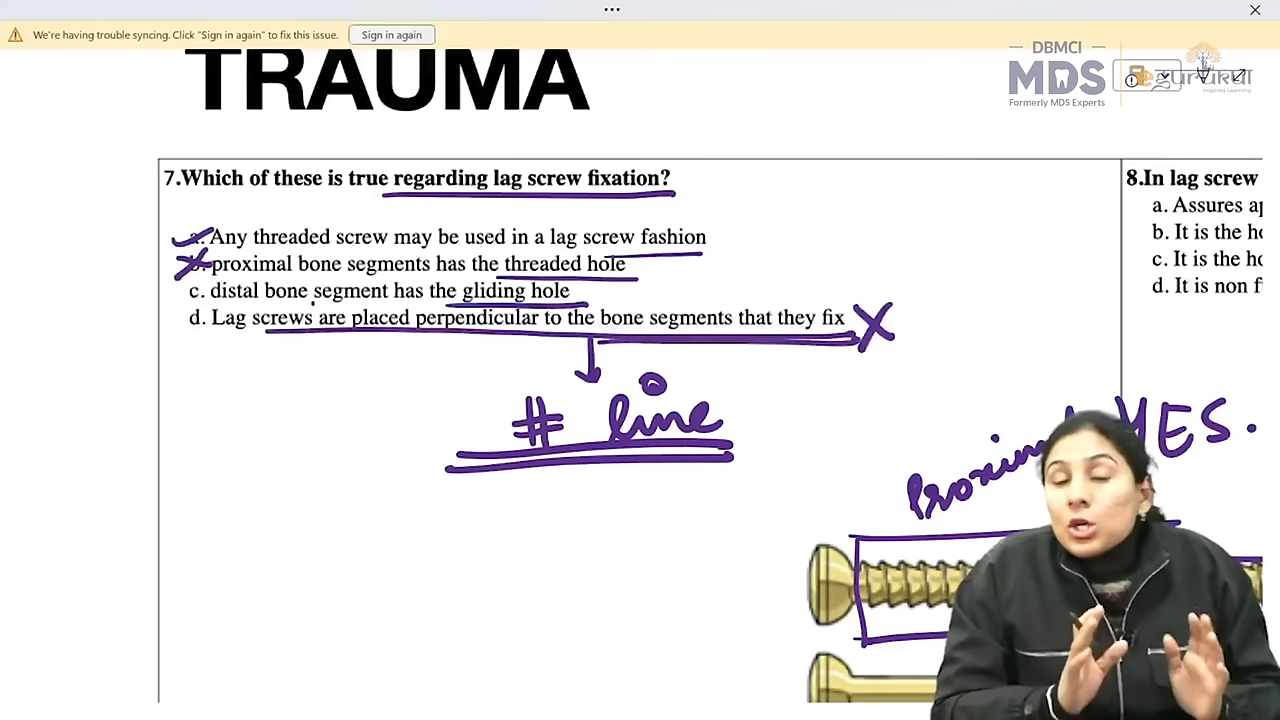 ...
We're having trouble syncing. Click "Sign in again" to fix this issue. Sign in again
TRAUMA
DBMCI
MDS
Formerly MDS Experts
Inspired Learning
7.Which of these is true regarding lag screw fixation?
a. Any threaded screw may be used in a lag screw fashion
b. proximal bone segments has the threaded hole
c. distal bone segment has the gliding hole
d. Lag screws are placed perpendicular to the bone segments that they fix
# line
8.In lag screw
a. Assures
b. It is the
c. It is the
d. It is non
YES.